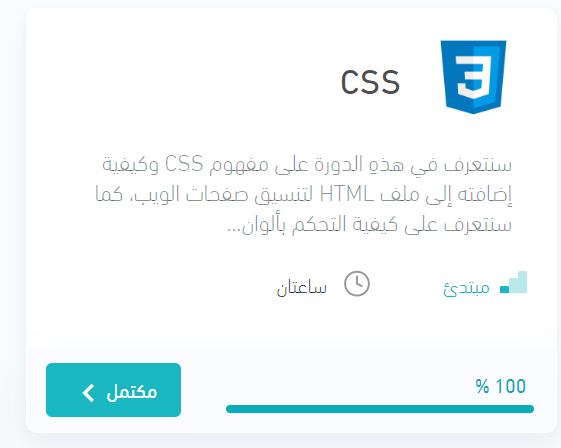 CSS
سنتعرف في هذهِ الدورة على مفهوم CSS وكيفية
إضافته إلى ملف HTML لتنسيق صفحات الويب، كما
سنتعرف على كيفية التحكم بألوان...
مبتدئ
ساعتان
100 %
مكتمل